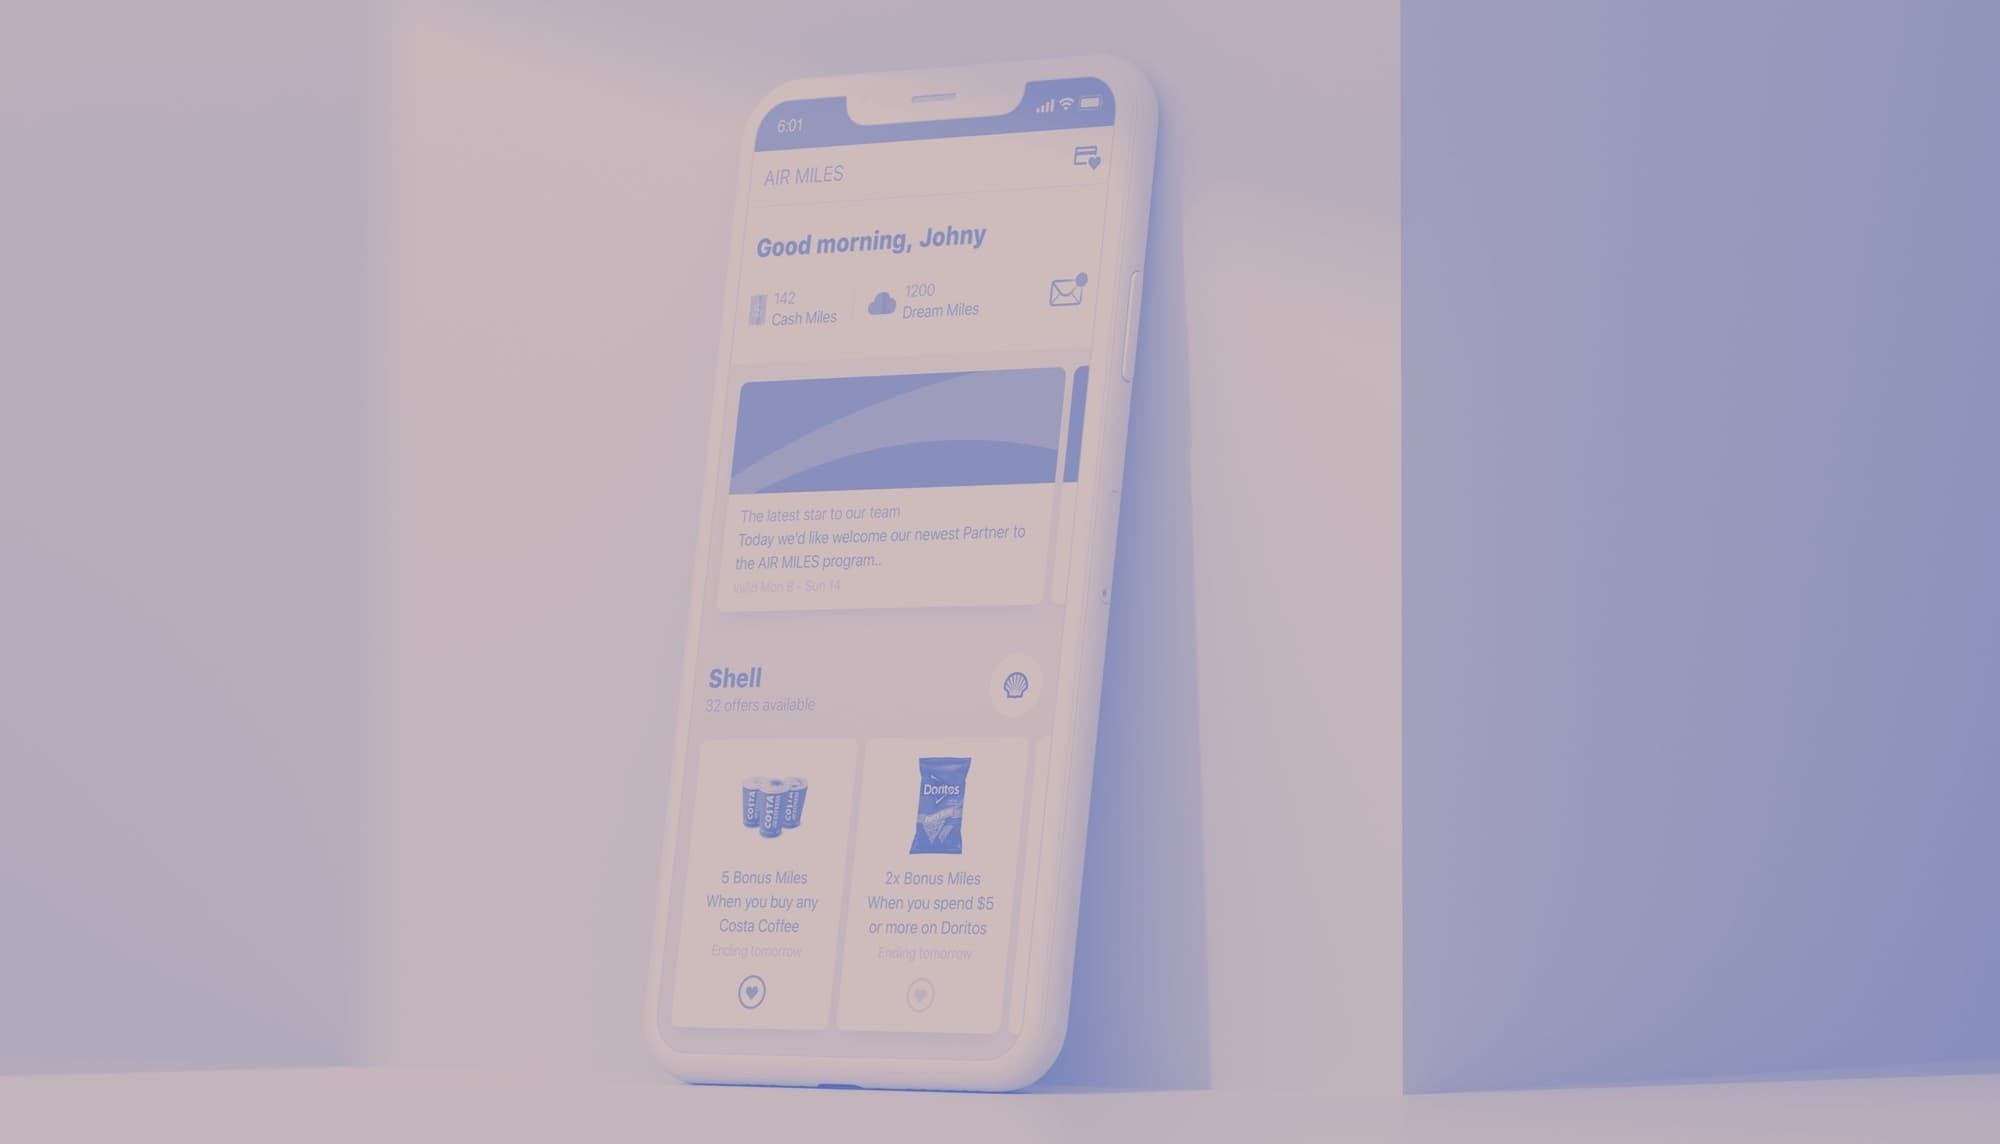 6:01
AIR MILES
Good morning, Johny
142
Cash Miles
1200
Dream Miles
The latest star to our team
Today we'd like welcome our newest Partner to
the AIR MILES program..
Valid Mon 8 - Sun 14
Shell
32 offers available
COSTA
COSTA
COSTA
Doritos
5 Bonus Miles
When you buy any
Costa Coffee
Ending tomorrow
2x Bonus Miles
When you spend $5
or more on Doritos
Ending tomorrow